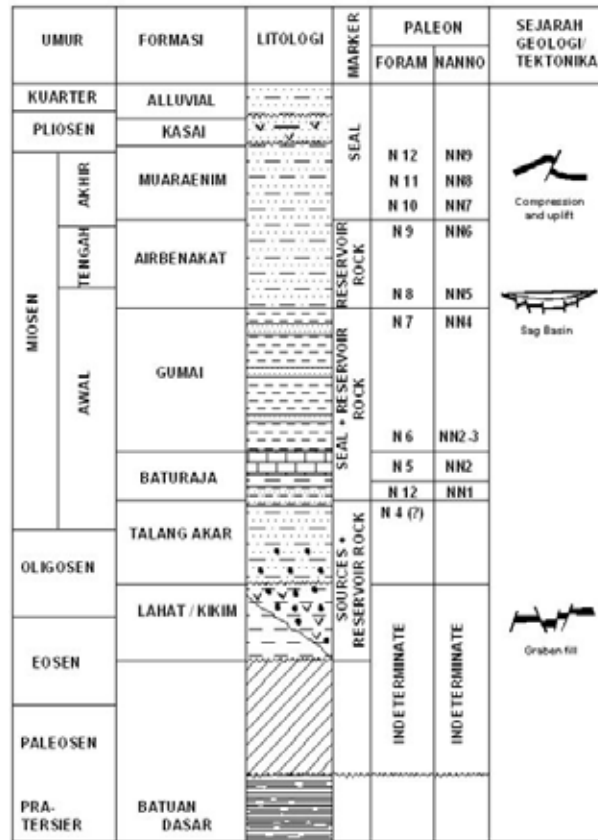 UMUR
FORMASI
LITOLOGI
MARKER
PALEON
FORAM
NANNO
SEJARAH
GEOLOGI/
TEKTONIKA
KUARTER
ALLUVIAL
PLIOSEN
KASAI
MIOSEN
AKHIR
MUARAENIM
SEAL
N 12
NN9
N 11
NN8
N 10
NN7
Compression
and uplift
TENGAH
AIRBENAKAT
RESERVOIR
ROCK
N 9
NN6
N 8
NN5
Sag Basin
AWAL
GUMAI
SEAL + RESERVOIR
ROCK
N 7
NN4
N 6
NN2-3
BATURAJA
N 5
NN2
N 12
NN1
TALANG AKAR
SOURCES +
RESERVOIR ROCK
N 4 (?)
OLIGOSEN
LAHAT / KIKIM
EOSEN
INDETERMINATE
INDETERMINATE
Graben fill
PALEOSEN
PRA-
TERSIER
BATUAN
DASAR